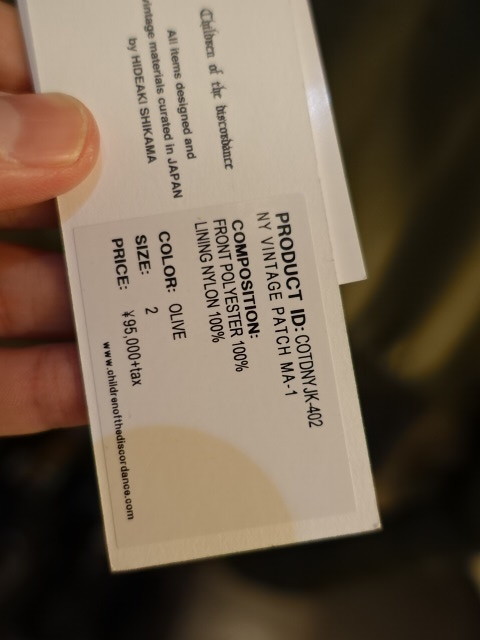 Children of the Discordance
All items designed and
vintage materials curated in JAPAN
by HIDEAKI SHIKAMA
PRODUCT ID: COTDNYJK-402
NY VINTAGE PATCH MA-1
COMPOSITION:
FRONT POLYESTER 100%
LINING NYLON 100%
COLOR: OLIVE
SIZE: 2
PRICE: ¥95,000+tax
www.childrenofthediscordance.com